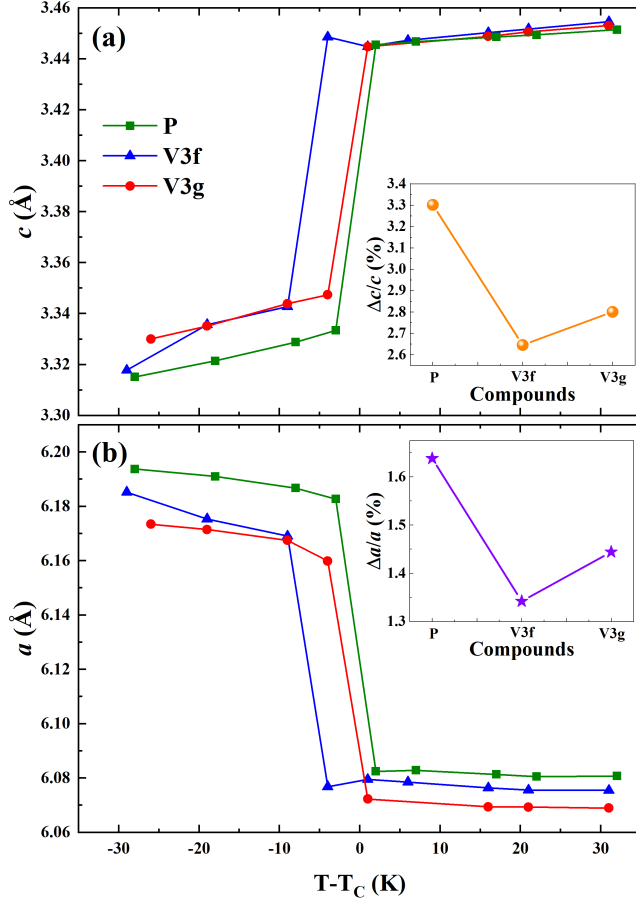 (a)
3.46
3.44
3.42
3.40
3.38
3.36
3.34
3.32
3.30
c (Å)
P
V3f
V3g
3.4
3.3
3.2
3.1
3.0
2.9
2.8
2.7
2.6
Δc/c (%)
P V3f V3g
Compounds
(b)
6.20
6.18
6.16
6.14
6.12
6.10
6.08
6.06
a (Å)
1.6
1.5
1.4
1.3
Δa/a (%)
P V3f V3g
Compounds
-30 -20 -10 0 10 20 30
T-TC (K)